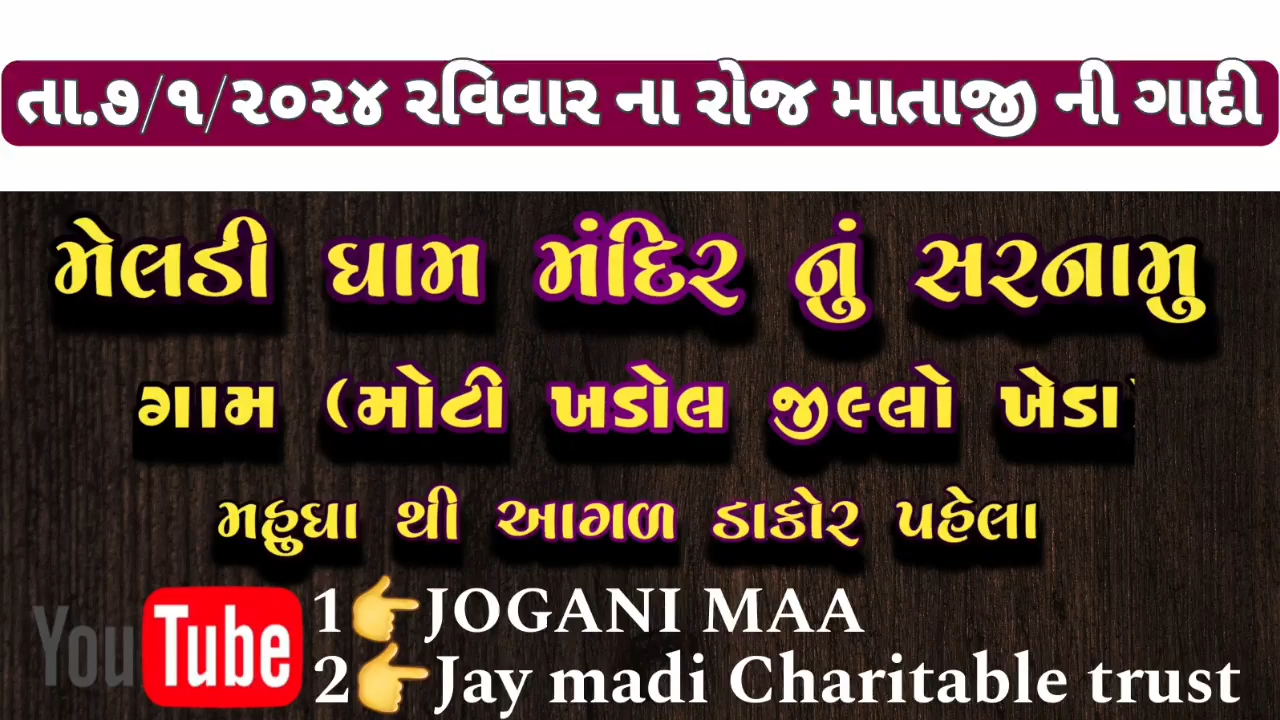 તા.૭/૧/૨૦૨૪ રવિવાર ના રોજ માતાજી ની ગાદી
મેલડી ધામ મંદિર નું સરનામુ
ગામ (મોટી ખડોલ જીલ્લો ખેડા)
મહુધા થી આગળ ડાકોર પહેલા
YouTube
1👉JOGANI MAA
2👉Jay madi Charitable trust